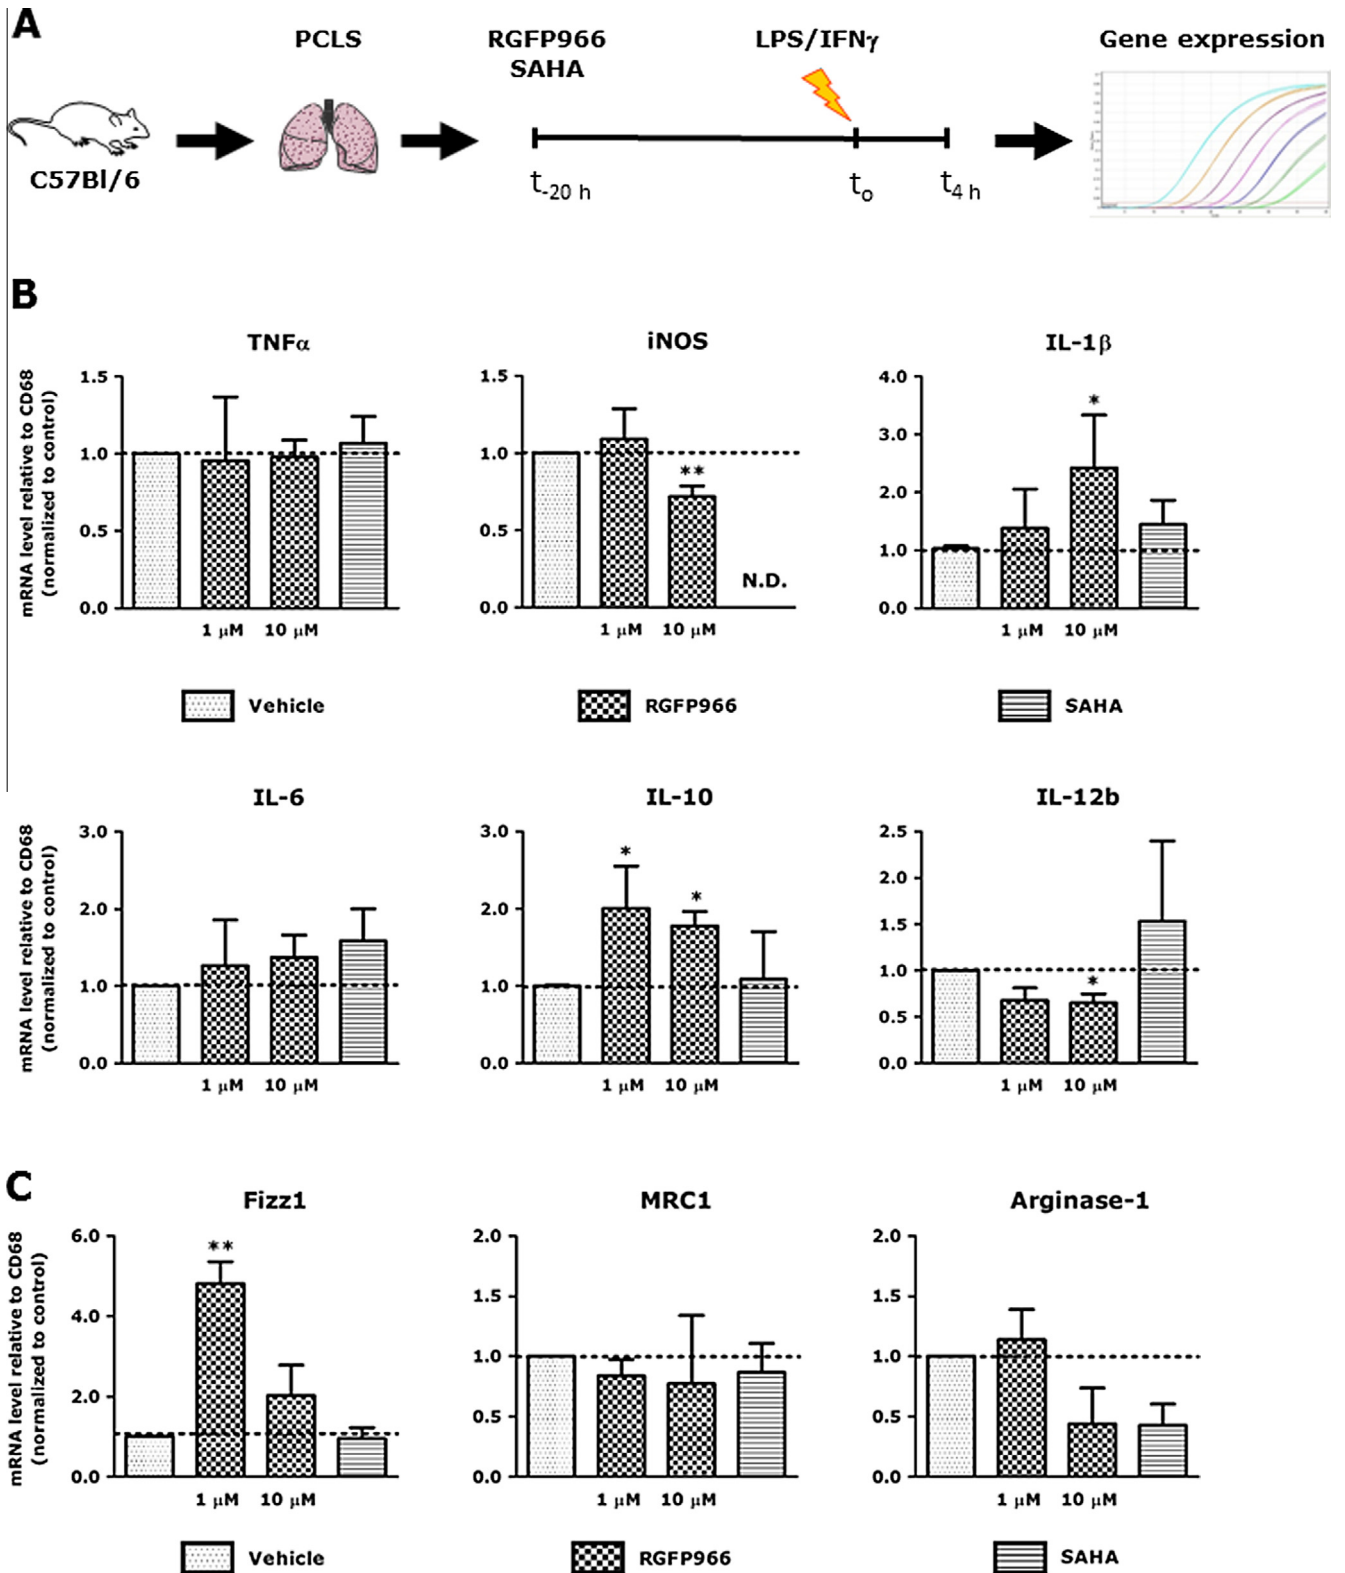 A
PCLS
RGFP966
SAHA
LPS/IFNγ
Gene expression
C57Bl/6
t-20 h
to
t4 h
B
TNFα
iNOS
IL-1β
mRNA level relative to CD68
(normalized to control)
1.5
1.0
0.5
0.0
1 μM
10 μM
1.5
1.0
0.5
0.0
**
N.D.
1 μM
10 μM
4.0
3.0
2.0
1.0
0.0
*
1 μM
10 μM
Vehicle
RGFP966
SAHA
IL-6
IL-10
IL-12b
mRNA level relative to CD68
(normalized to control)
3.0
2.0
1.0
0.0
1 μM
10 μM
3.0
2.0
1.0
0.0
*
*
1 μM
10 μM
2.5
2.0
1.5
1.0
0.5
0.0
*
1 μM
10 μM
C
Fizz1
MRC1
Arginase-1
mRNA level relative to CD68
(normalized to control)
6.0
4.0
2.0
0.0
**
1 μM
10 μM
2.0
1.5
1.0
0.5
0.0
1 μM
10 μM
2.0
1.5
1.0
0.5
0.0
1 μM
10 μM
Vehicle
RGFP966
SAHA